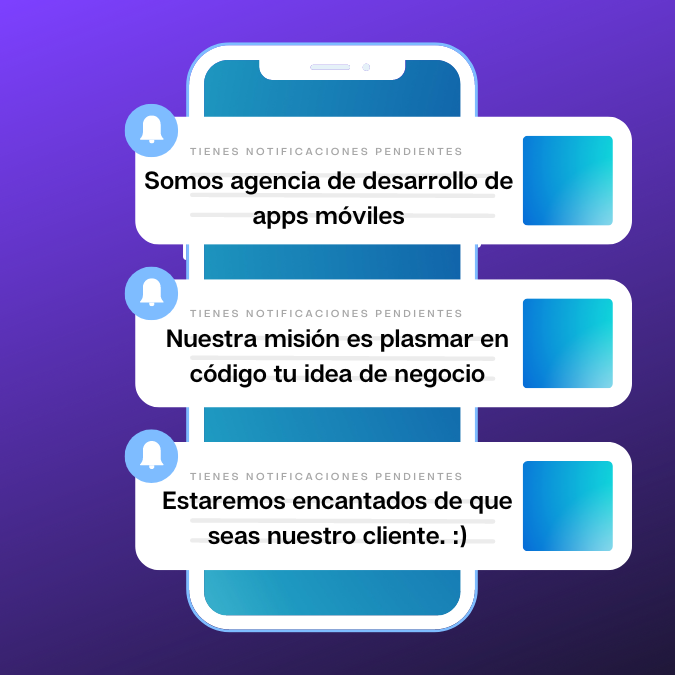 TIENES NOTIFICACIONES PENDIENTES
Somos agencia de desarrollo de
apps móviles
TIENES NOTIFICACIONES PENDIENTES
Nuestra misión es plasmar en
código tu idea de negocio
TIENES NOTIFICACIONES PENDIENTES
Estaremos encantados de que
seas nuestro cliente. :)